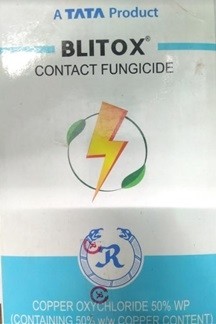 A TATA Product
BLITOX®
CONTACT FUNGICIDE
R
COPPER OXYCHLORIDE 50% WP
(CONTAINING 50% w/w COPPER CONTENT)